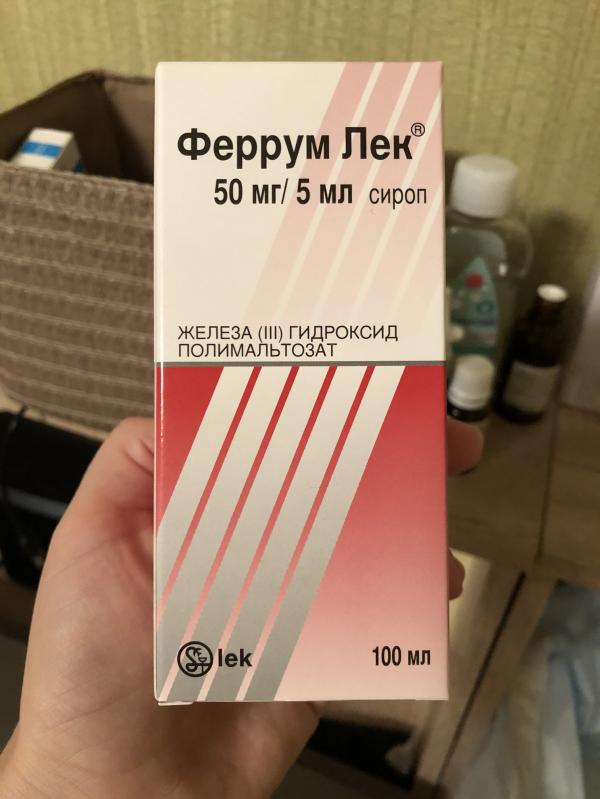 Феррум Лек®
50 мг/ 5 мл сироп
ЖЕЛЕЗА (III) ГИДРОКСИД
ПОЛИМАЛЬТОЗАТ
lek
100 мл